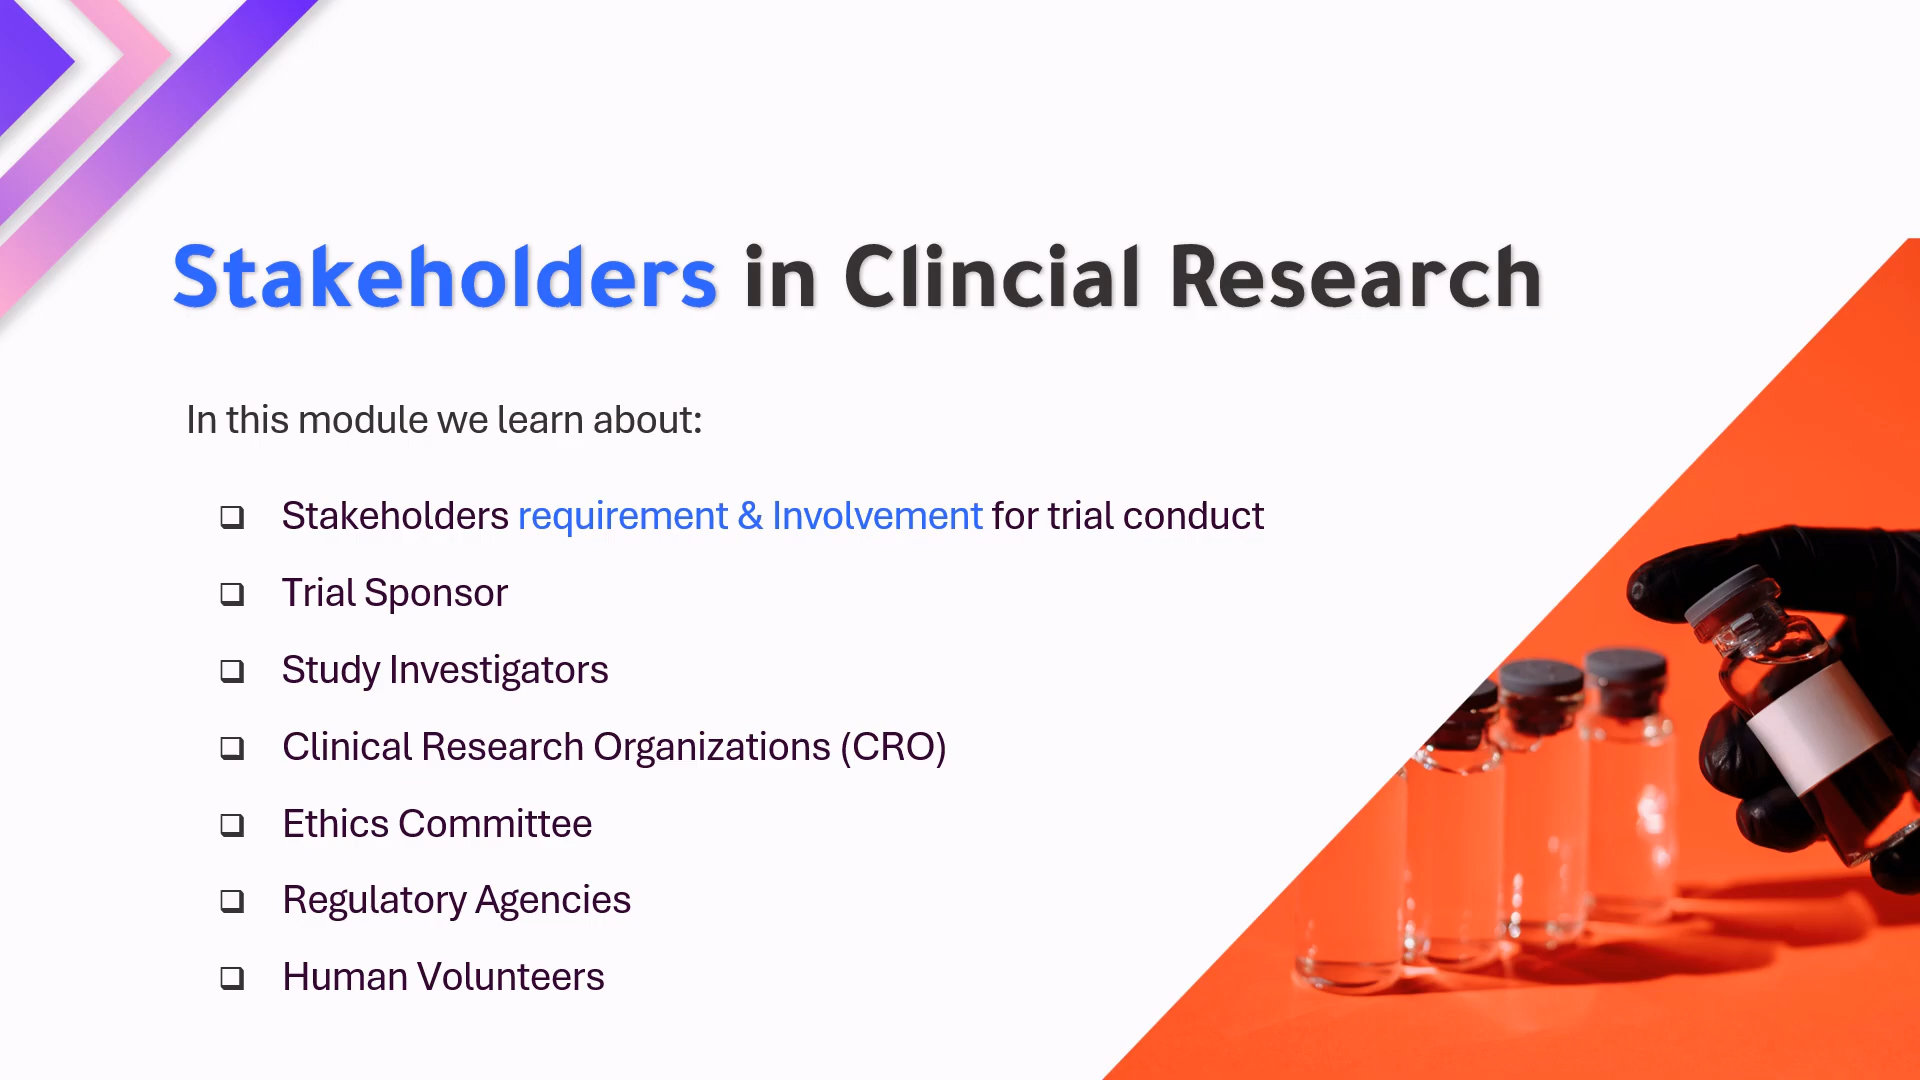 Stakeholders in Clincial Research
In this module we learn about:
❑ Stakeholders requirement & Involvement for trial conduct
❑ Trial Sponsor
❑ Study Investigators
❑ Clinical Research Organizations (CRO)
❑ Ethics Committee
❑ Regulatory Agencies
❑ Human Volunteers